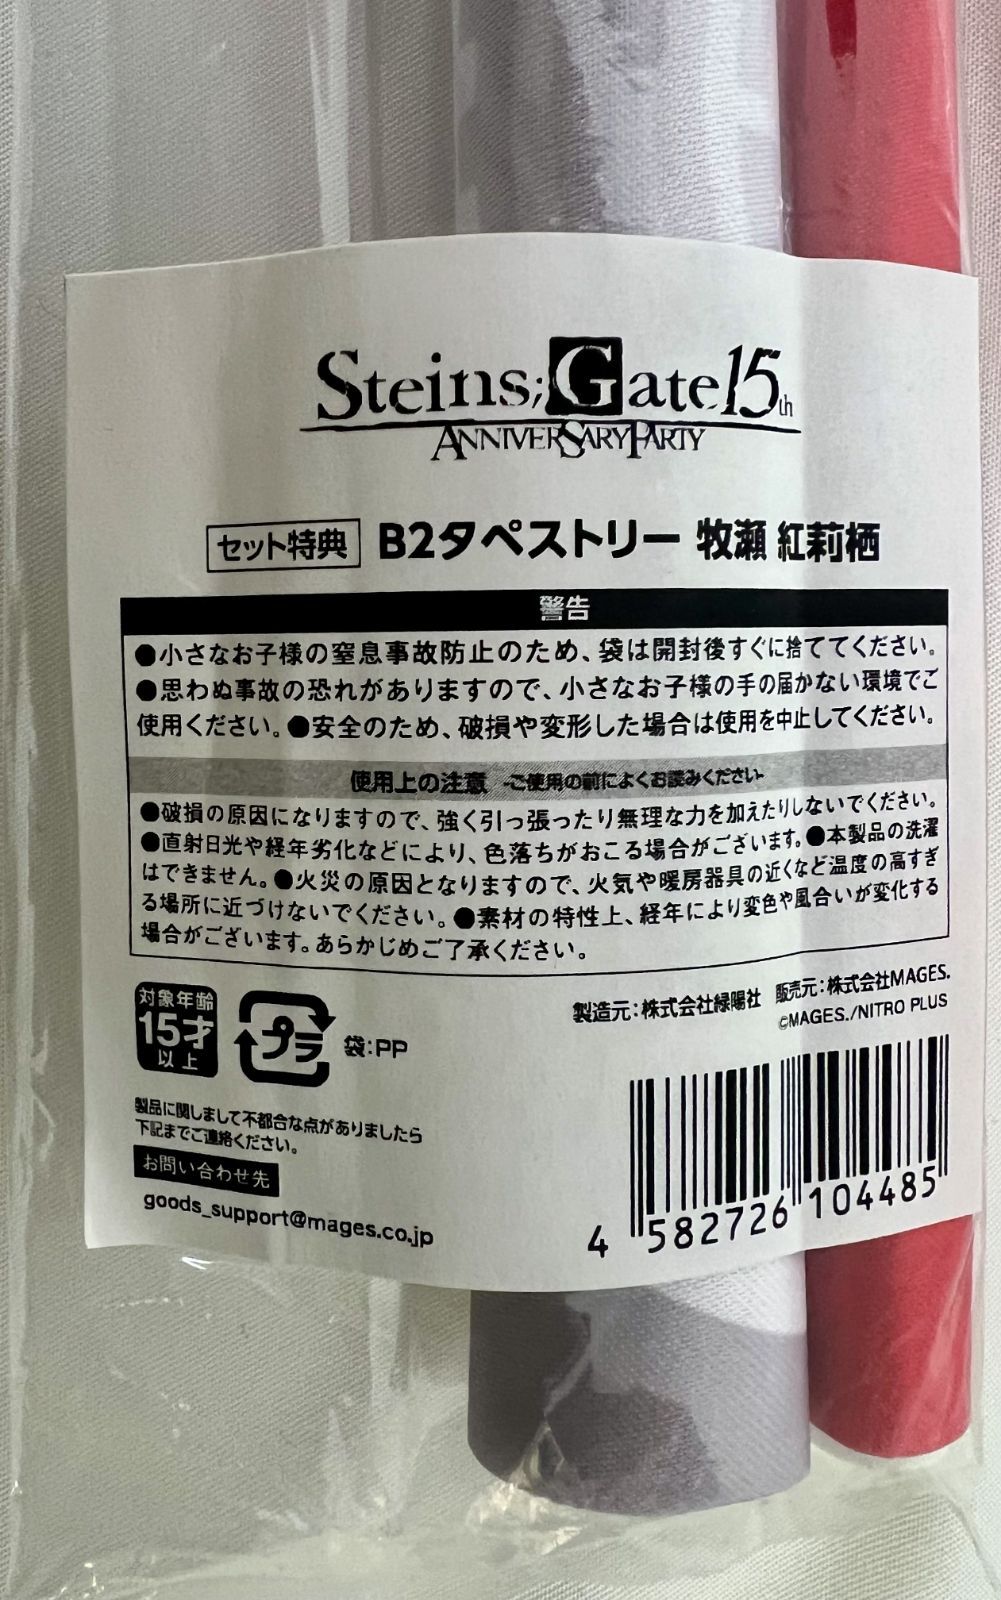 Steins;Gate 15th
ANNIVERSARY PARTY
セット特典 B2タペストリー 牧瀬 紅莉栖
警告
●小さなお子様の窒息事故防止のため、袋は開封後すぐに捨ててください。
●思わぬ事故の恐れがありますので、小さなお子様の手の届かない環境でご
使用ください。●安全のため、破損や変形した場合は使用を中止してください。
使用上の注意 -ご使用の前によくお読みください-
●破損の原因になりますので、強く引っ張ったり無理な力を加えたりしないでください。
●直射日光や経年劣化などにより、色落ちがおこる場合がございます。●本製品の洗濯
はできません。●火災の原因となりますので、火気や暖房器具の近くなど温度の高すぎ
る場所に近づけないでください。●素材の特性上、経年により変色や風合いが変化する
場合がございます。あらかじめご了承ください。
対象年齢
15才
以上
プラ
袋:PP
製造元:株式会社緑陽社 販売元:株式会社MAGES.
©MAGES./NITRO PLUS
製品に関しまして不都合な点がありましたら
下記までご連絡ください。
お問い合わせ先
goods_support@mages.co.jp
4 582726 104485